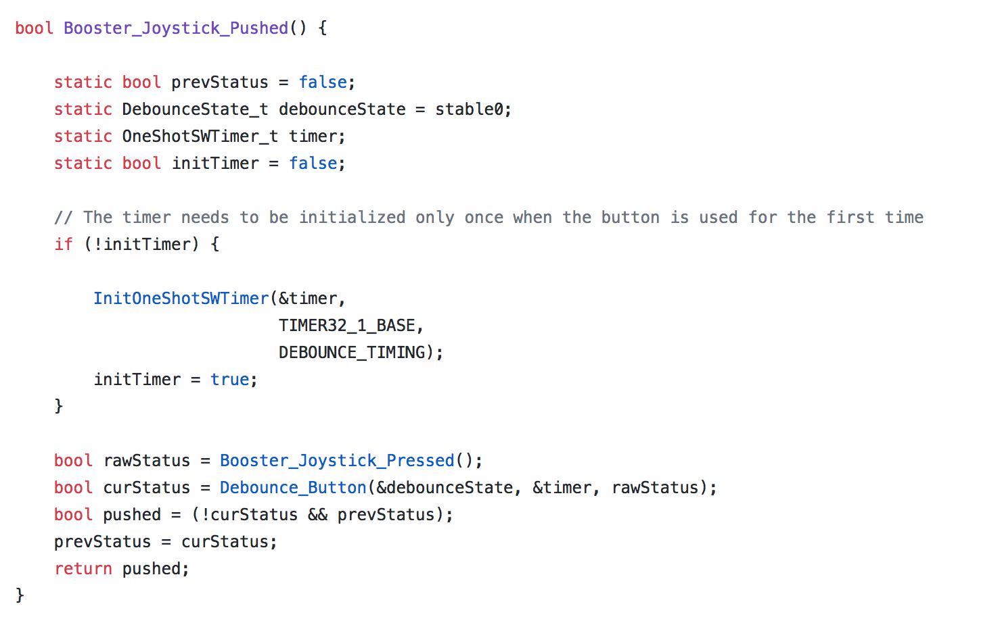 bool Booster_Joystick_Pushed() {
static bool prevStatus = false;
static DebounceState_t debounceState = stable0;
static OneShotSWTimer_t timer;
static bool initTimer = false;
// The timer needs to be initialized only once when the button is used for the first time
if (!initTimer) {
InitOneShotSWTimer(&timer,
TIMER32_1_BASE,
DEBOUNCE_TIMING);
initTimer = true;
}
bool rawStatus = Booster_Joystick_Pressed();
bool curStatus = Debounce_Button(&debounceState, &timer, rawStatus);
bool pushed = (!curStatus && prevStatus);
prevStatus = curStatus;
return pushed;
}